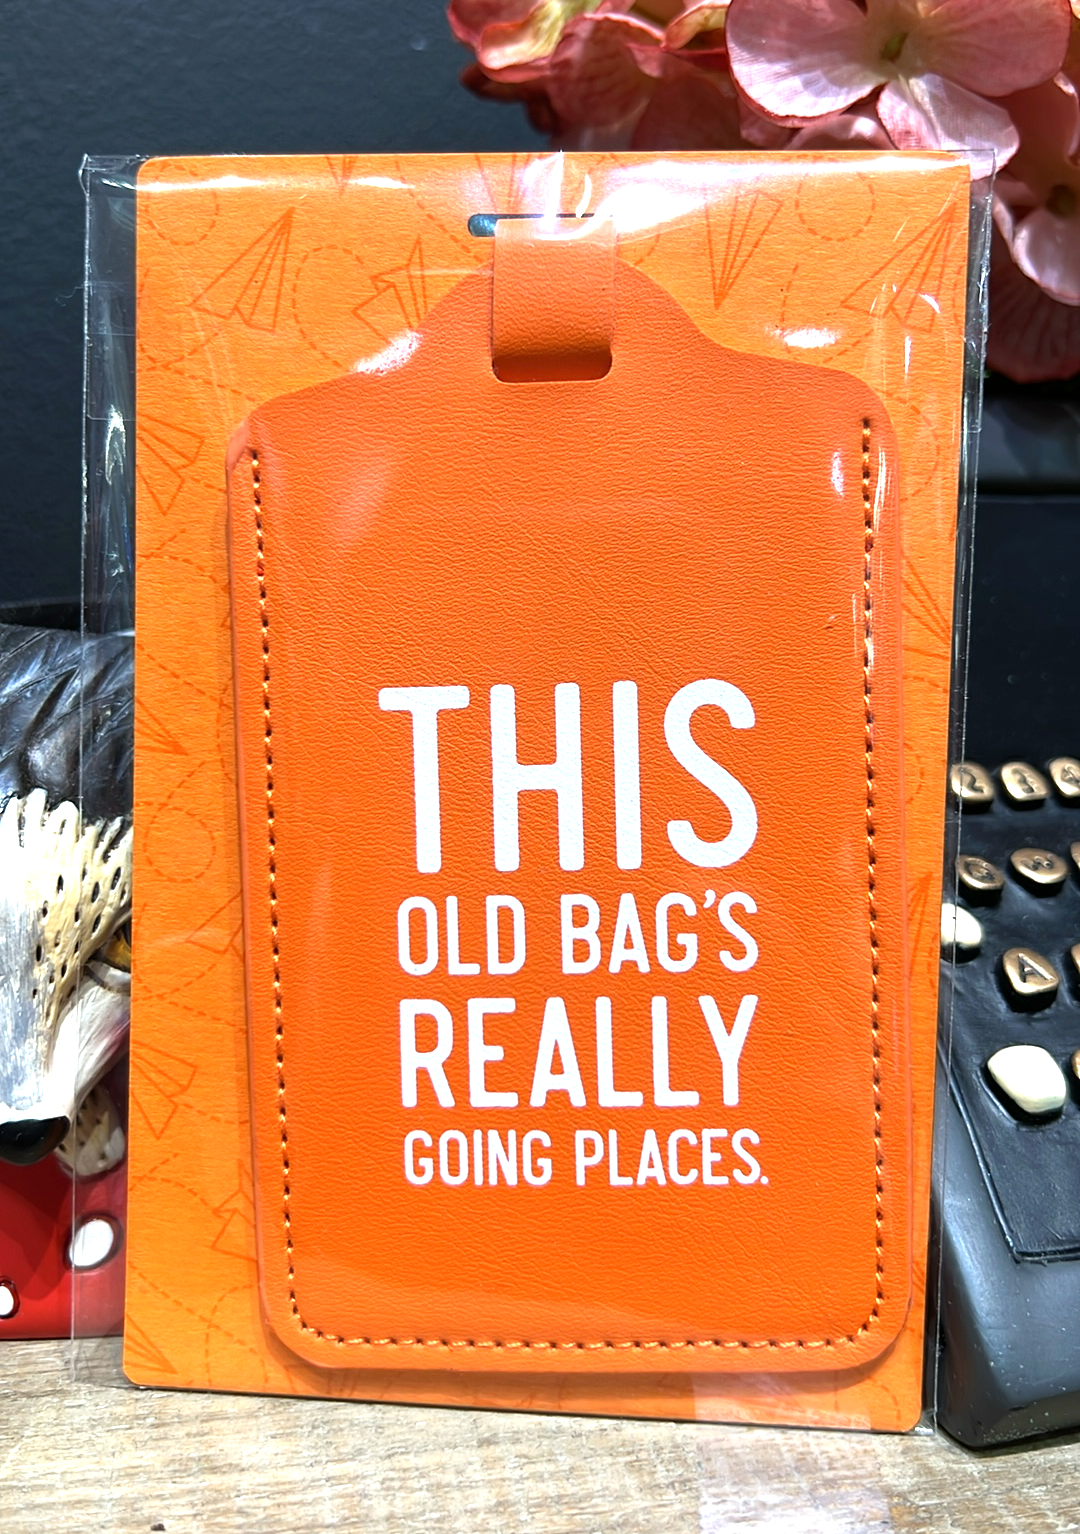 THIS
OLD BAG'S
REALLY
GOING PLACES.
A